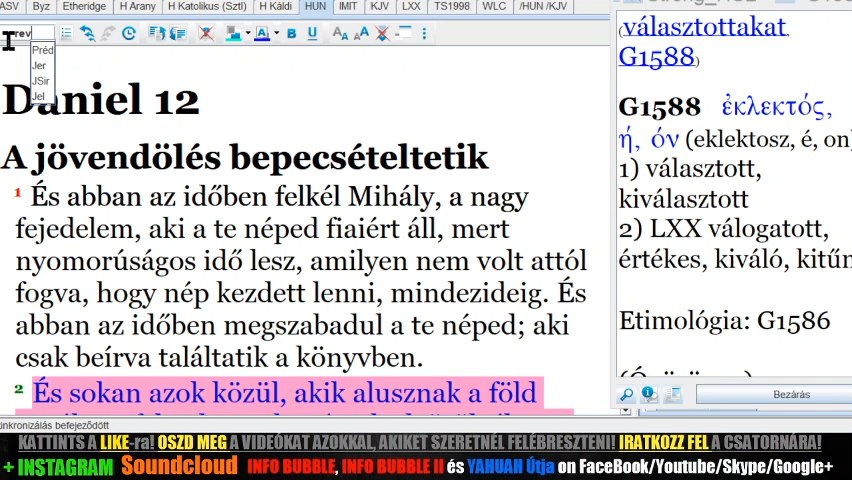 ASV Byz Etheridge H Arany H Katolikus (Sztl) H Káldi HUN IMIT KJV LXX TS1998 WLC /HUN /KJV
rev
Préd
Jer
JSir
Jel
Daniel 12
A jövendölés bepecsételtetik
1 És abban az időben felkél Mihály, a nagy
fejedelem, aki a te néped fiaiért áll, mert
nyomorúságos idő lesz, amilyen nem volt attól
fogva, hogy nép kezdett lenni, mindezideig. És
abban az időben megszabadul a te néped; aki
csak beírva találtatik a könyvben.
2 És sokan azok közül, akik alusznak a föld
inkronizálás befejeződött
(választottakat
G1588)
G1588 ἐκλεκτός,
ή, όν (eklektosz, é, on)
1) választott,
kiválasztott
2) LXX válogatott,
értékes, kiváló, kitűn
Etimológia: G1586
Bezárás
KATTINTS A LIKE-ra! OSZD MEG A VIDEÓKAT AZOKKAL, AKIKET SZERETNÉL FELÉBRESZTENI! IRATKOZZ FEL A CSATORNÁRA!
+ INSTAGRAM Soundcloud INFO BUBBLE, INFO BUBBLE II és YAHUAH Útja on FaceBook/Youtube/Skype/Google+